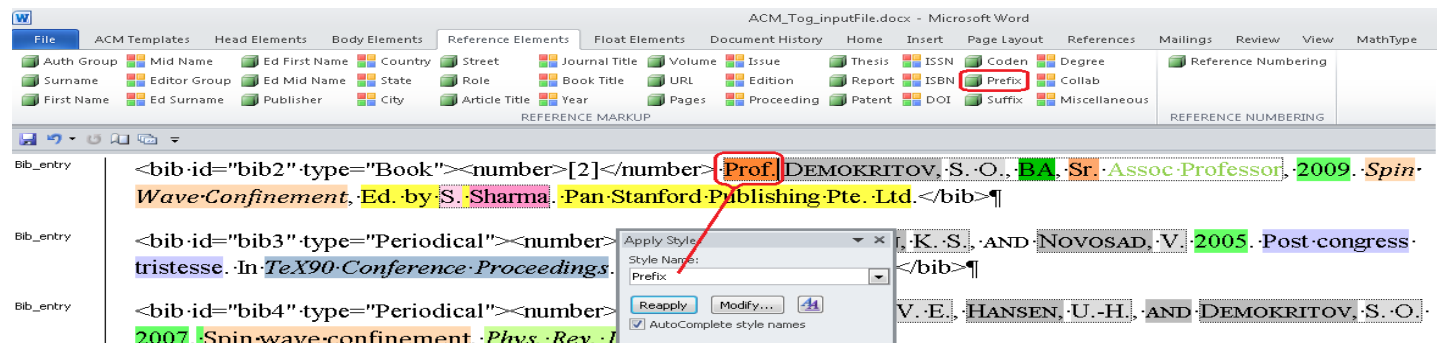 ACM_Tog_inputFile.docx - Microsoft Word
File ACM Templates Head Elements Body Elements Reference Elements Float Elements Document History Home Insert Page Layout References Mailings Review View MathType
Auth Group Mid Name Ed First Name Country Street Journal Title Volume Issue Thesis ISSN Coden Degree Reference Numbering
Surname Editor Group Ed Mid Name State Role Book Title URL Edition Report ISBN Prefix Collab
First Name Ed Surname Publisher City Article Title Year Pages Proceeding Patent DOI Suffix Miscellaneous
REFERENCE MARKUP REFERENCE NUMBERING
Bib_entry <bib·id="bib2"·type="Book"><number>[2]</number>·Prof. DEMOKRITOV,·S.·O.,·BA,·Sr.·Assoc·Professor,·2009.·Spin·
Wave·Confinement,·Ed.·by·S.·Sharma.·Pan·Stanford·Publishing·Pte.·Ltd.</bib>¶
Bib_entry <bib·id="bib3"·type="Periodical"><number> K.·S.,·AND·NOVOSAD,·V.·2005.·Post·congress·
tristesse.·In·TeX90·Conference·Proceedings. </bib>¶
Bib_entry <bib·id="bib4"·type="Periodical"><number> V.·E.,·HANSEN,·U.-H.,·AND·DEMOKRITOV,·S.·O.·
2007.·Spin-wave·confinement.·Phys.·Rev.
Apply Styles
Style Name:
Prefix
Reapply Modify...
AutoComplete style names